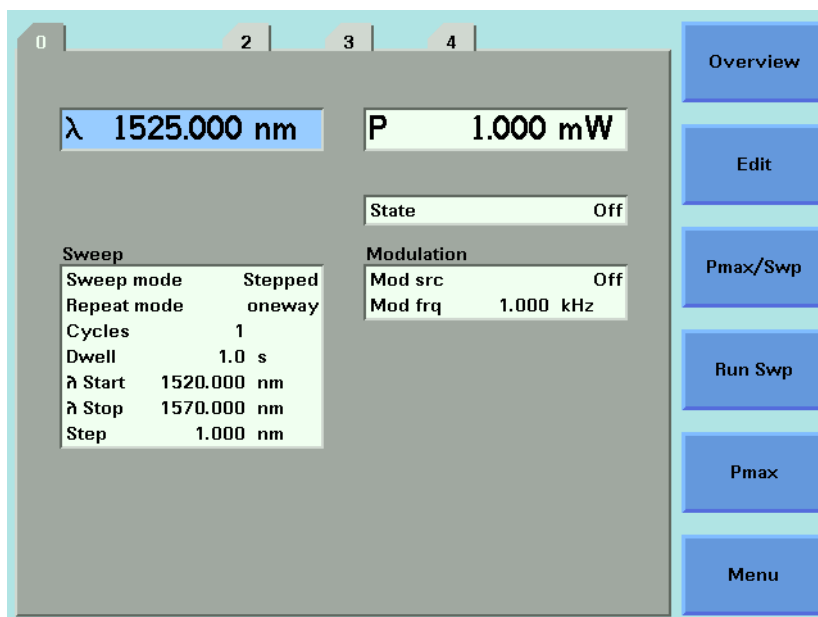 0 2 3 4
λ 1525.000 nm
P 1.000 mW
State Off
Sweep
Sweep mode Stepped
Repeat mode oneway
Cycles 1
Dwell 1.0 s
λ Start 1520.000 nm
λ Stop 1570.000 nm
Step 1.000 nm
Modulation
Mod src Off
Mod frq 1.000 kHz
Overview
Edit
Pmax/Swp
Run Swp
Pmax
Menu